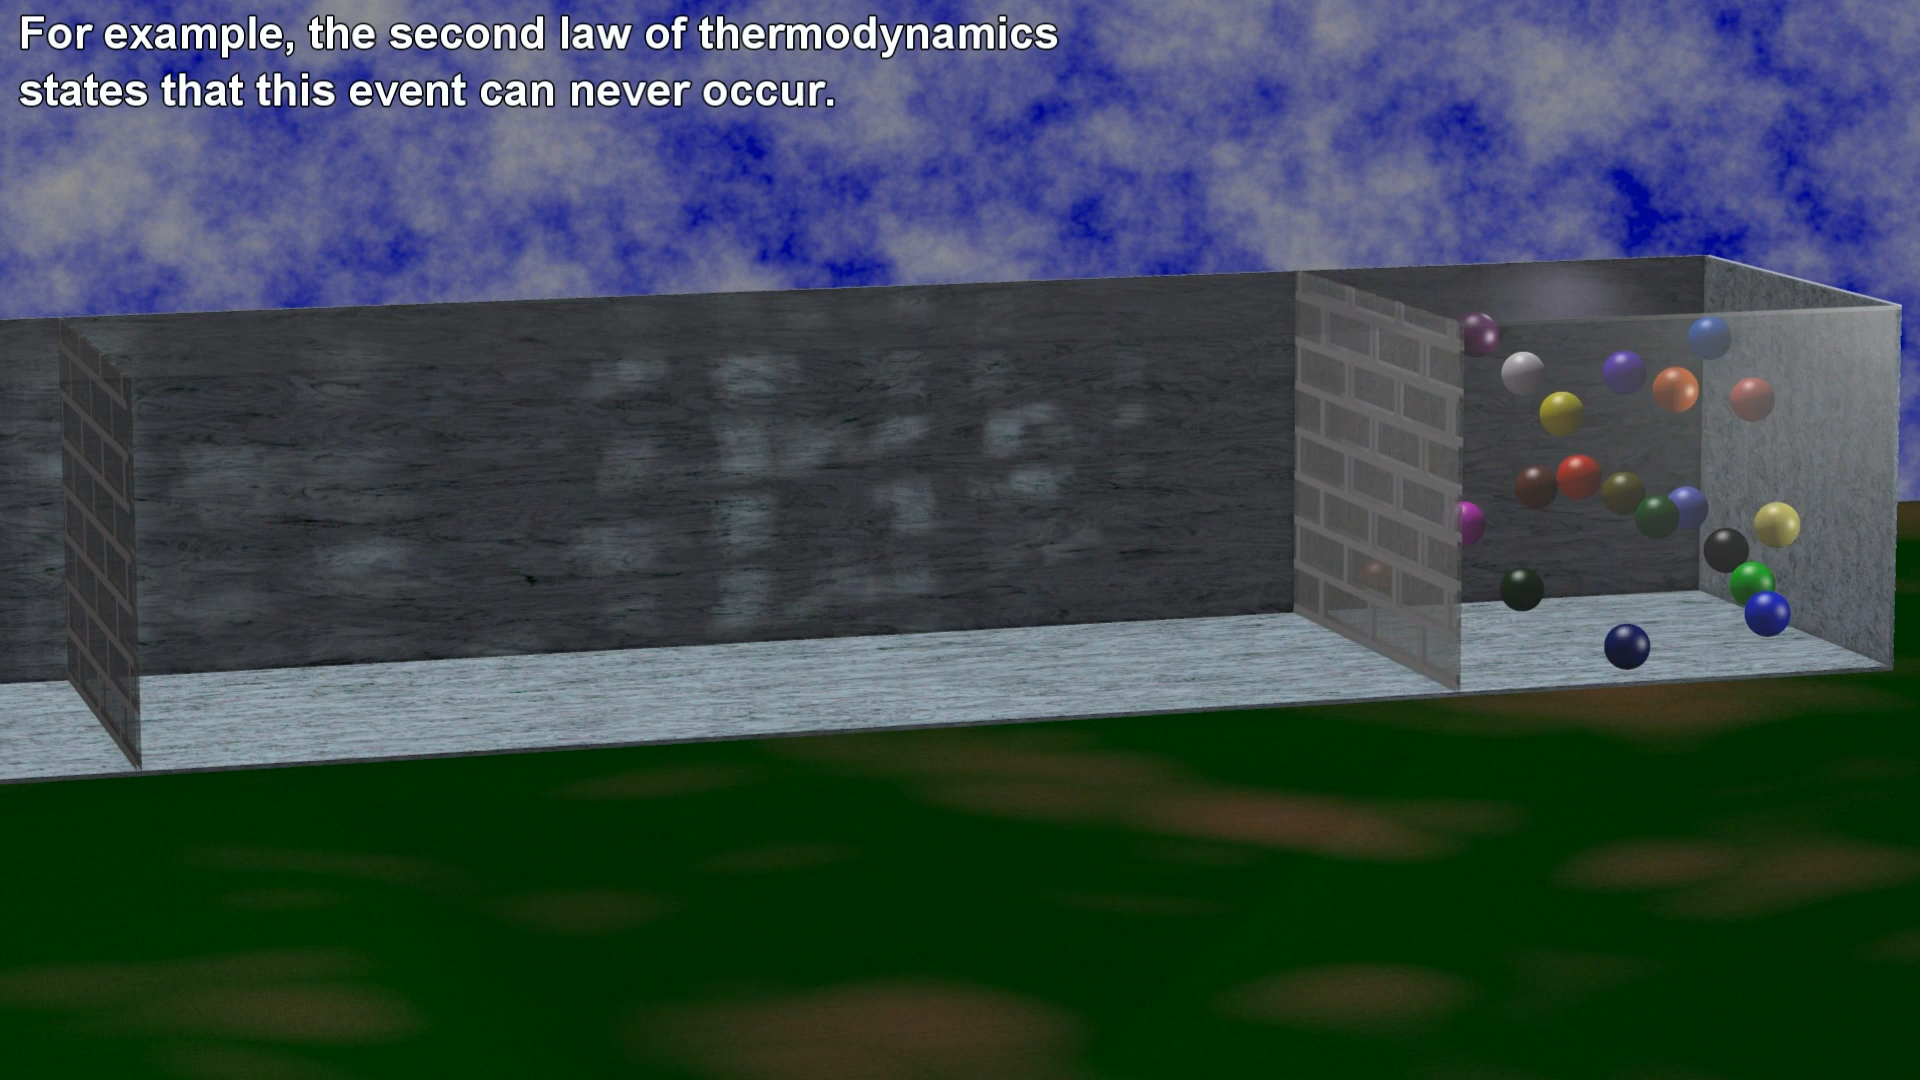 For example, the second law of thermodynamics
states that this event can never occur.